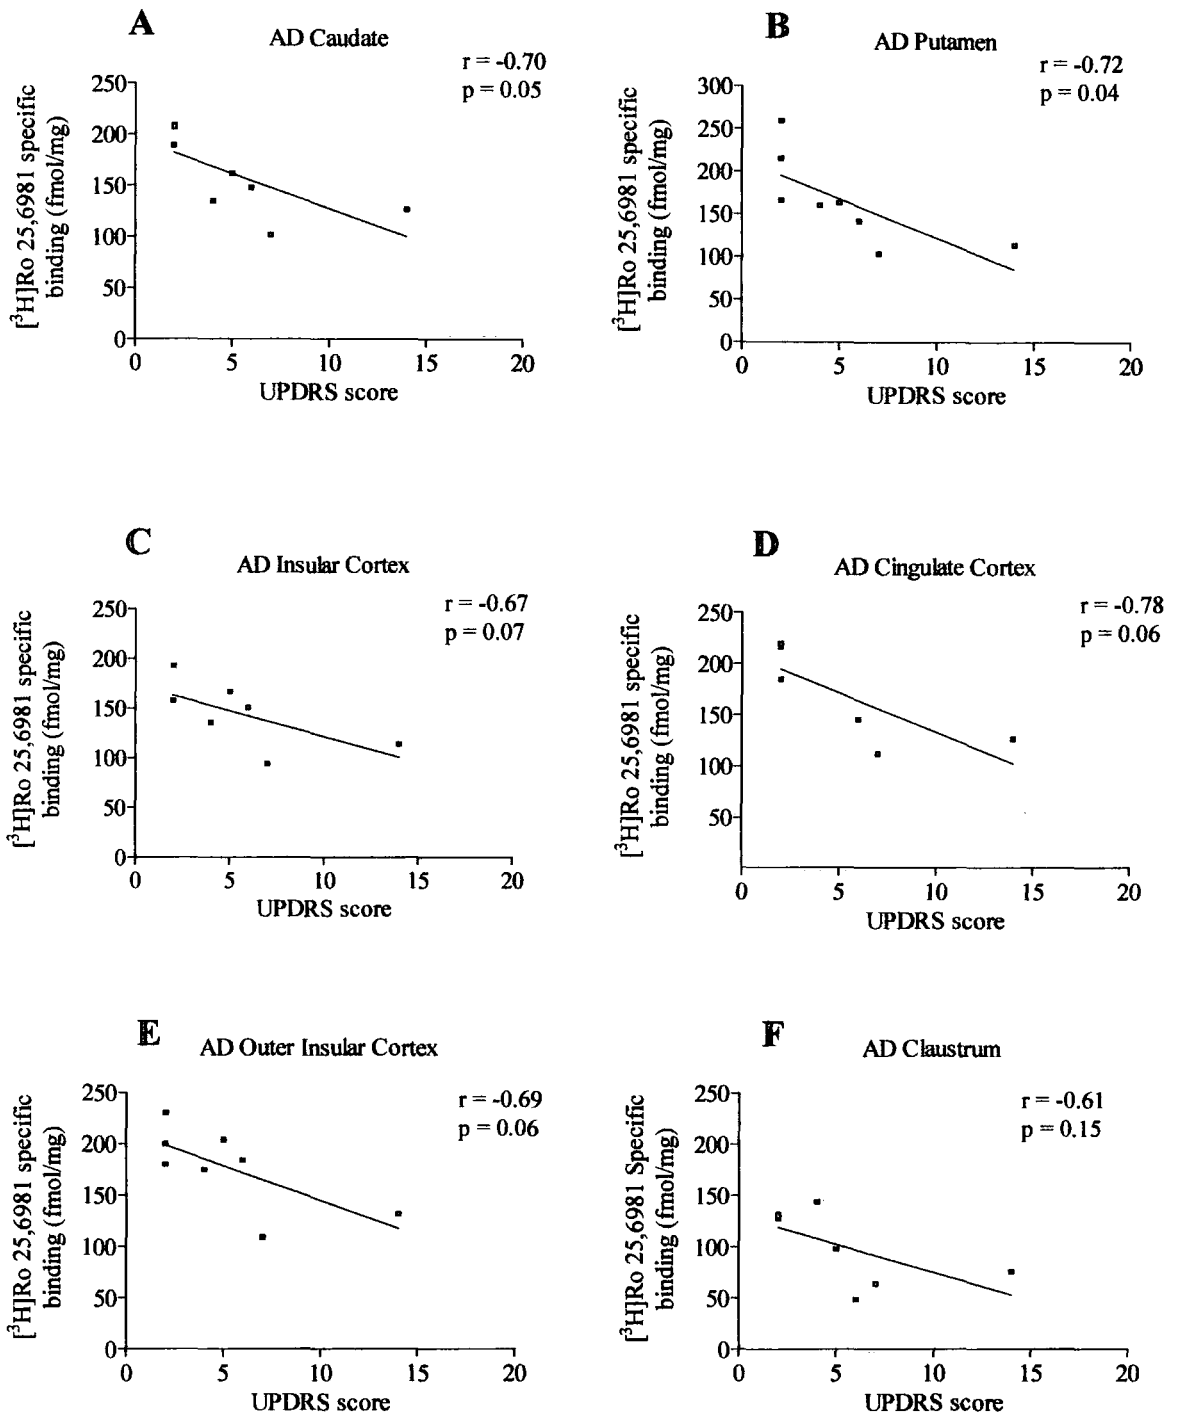 A
AD Caudate
r = -0.70
p = 0.05
[³H]Ro 25,6981 specific
binding (fmol/mg)
250
200
150
100
50
0
0 5 10 15 20
UPDRS score
B
AD Putamen
r = -0.72
p = 0.04
[³H]Ro 25,6981 specific
binding (fmol/mg)
300
250
200
150
100
50
0
0 5 10 15 20
UPDRS score
C
AD Insular Cortex
r = -0.67
p = 0.07
[³H]Ro 25,6981 specific
binding (fmol/mg)
250
200
150
100
50
0
0 5 10 15 20
UPDRS score
D
AD Cingulate Cortex
r = -0.78
p = 0.06
[³H]Ro 25,6981 specific
binding (fmol/mg)
250
200
150
100
50
0 5 10 15 20
UPDRS score
E
AD Outer Insular Cortex
r = -0.69
p = 0.06
[³H]Ro 25,6981 specific
binding (fmol/mg)
250
200
150
100
50
0
0 5 10 15 20
UPDRS score
F
AD Claustrum
r = -0.61
p = 0.15
[³H]Ro 25,6981 Specific
binding (fmol/mg)
250
200
150
100
50
0
0 5 10 15 20
UPDRS score